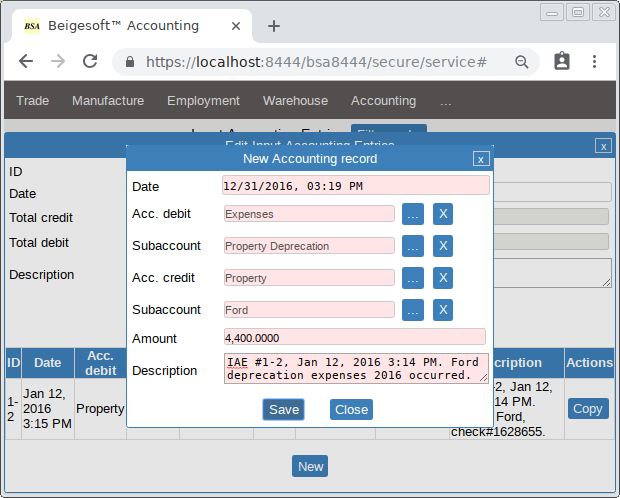 BSA Beigesoft™ Accounting
https://localhost:8444/bsa8444/secure/service#
Trade Manufacture Employment Warehouse Accounting ...
Edit Input Accounting Entries x
New Accounting record x
ID
Date 12/31/2016, 03:19 PM
Date
Acc. debit Expenses ... X
Total credit
Subaccount Property Deprecation ... X
Total debit
Acc. credit Property ... X
Description
Subaccount Ford ... X
Amount 4,400.0000
Description IAE #1-2, Jan 12, 2016 3:14 PM. Ford
deprecation expenses 2016 occurred.
ID Date Acc. debit cription Actions
1-2 Jan 12, 2016 3:15 PM Property -2, Jan 12,
14 PM.
Ford,
check#1628655. Copy
Save Close
New